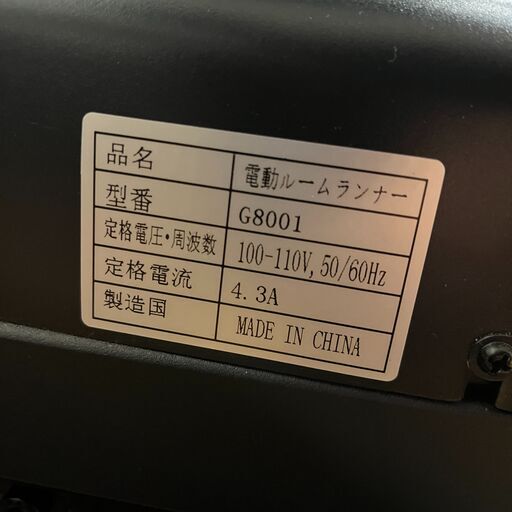 品名 電動ルームランナー
型番 G8001
定格電圧・周波数 100-110V,50/60Hz
定格電流 4.3A
製造国 MADE IN CHINA